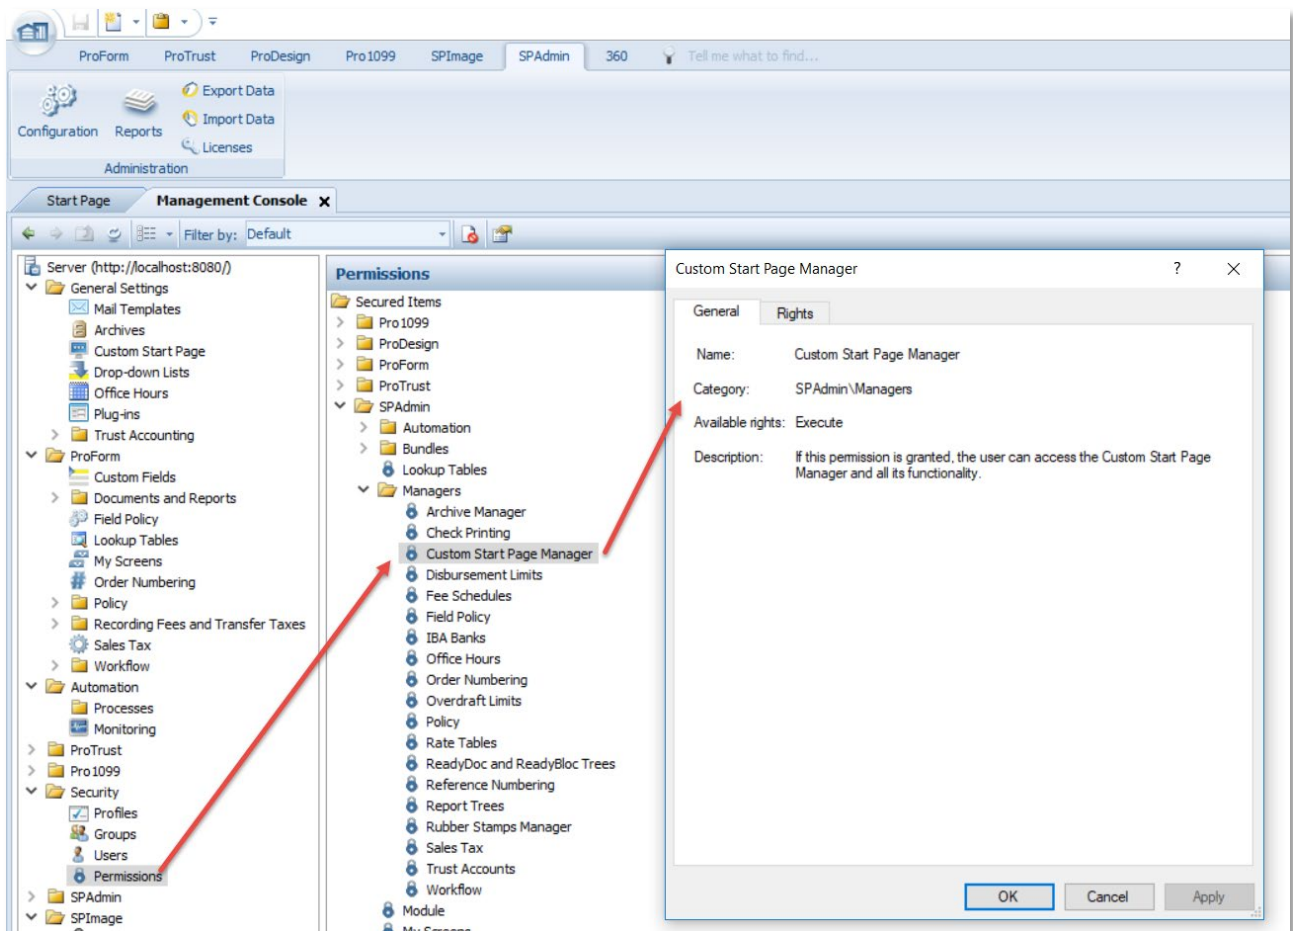 ProForm ProTrust ProDesign Pro1099 SPImage SPAdmin 360 Tell me what to find...
Export Data
Import Data
Configuration Reports Licenses
Administration
Start Page Management Console
Filter by: Default
Server (http://localhost:8080/)
General Settings
Mail Templates
Archives
Custom Start Page
Drop-down Lists
Office Hours
Plug-ins
Trust Accounting
ProForm
Custom Fields
Documents and Reports
Field Policy
Lookup Tables
My Screens
Order Numbering
Policy
Recording Fees and Transfer Taxes
Sales Tax
Workflow
Automation
Processes
Monitoring
ProTrust
Pro1099
Security
Profiles
Groups
Users
Permissions
SPAdmin
SPImage
Permissions
Secured Items
Pro1099
ProDesign
ProForm
ProTrust
SPAdmin
Automation
Bundles
Lookup Tables
Managers
Archive Manager
Check Printing
Custom Start Page Manager
Disbursement Limits
Fee Schedules
Field Policy
IBA Banks
Office Hours
Order Numbering
Overdraft Limits
Policy
Rate Tables
ReadyDoc and ReadyBloc Trees
Reference Numbering
Report Trees
Rubber Stamps Manager
Sales Tax
Trust Accounts
Workflow
Module
My Screens
Custom Start Page Manager ?
General Rights
Name: Custom Start Page Manager
Category: SPAdmin\Managers
Available rights: Execute
Description: If this permission is granted, the user can access the Custom Start Page
Manager and all its functionality.
OK Cancel Apply